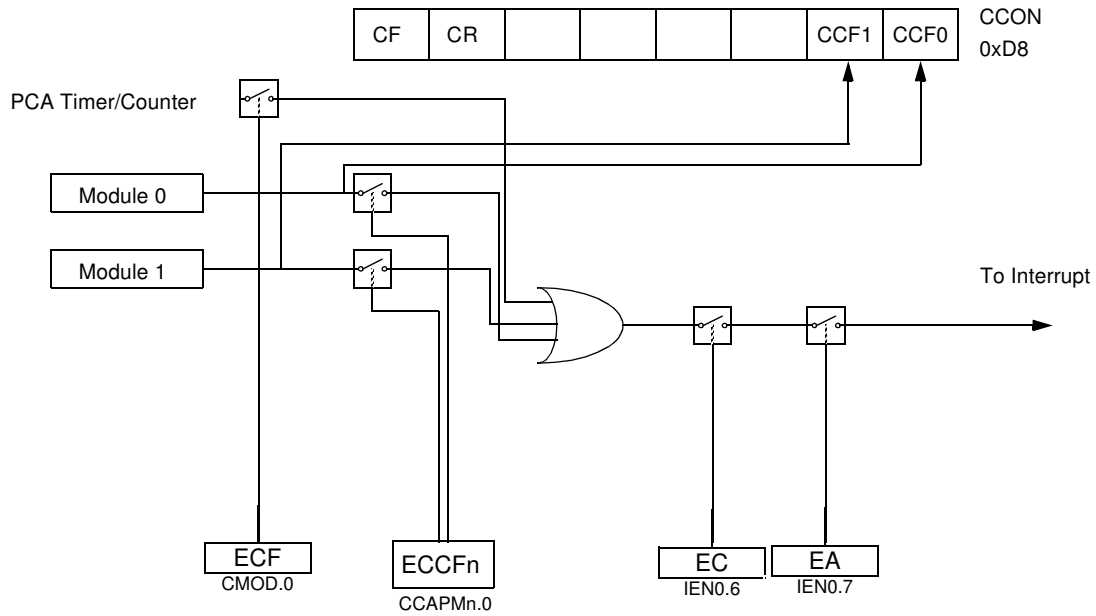 CF CR CCF1 CCF0
CCON
0xD8
PCA Timer/Counter
Module 0
Module 1
To Interrupt
ECF
CMOD.0
ECCFn
CCAPMn.0
EC
IEN0.6
EA
IEN0.7